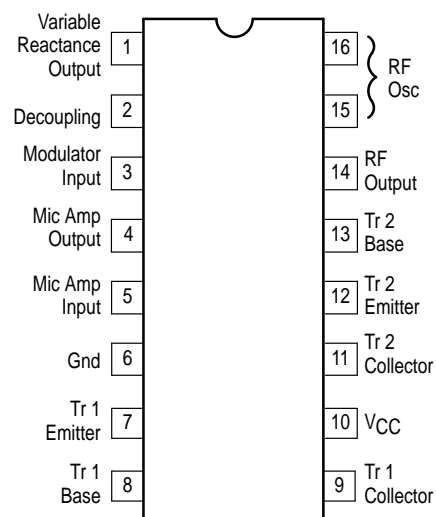 Variable
Reactance
Output
1
Decoupling
2
Modulator
Input
3
Mic Amp
Output
4
Mic Amp
Input
5
Gnd
6
Tr 1
Emitter
7
Tr 1
Base
8
16
15
RF
Osc
14
RF
Output
13
Tr 2
Base
12
Tr 2
Emitter
11
Tr 2
Collector
10
VCC
9
Tr 1
Collector